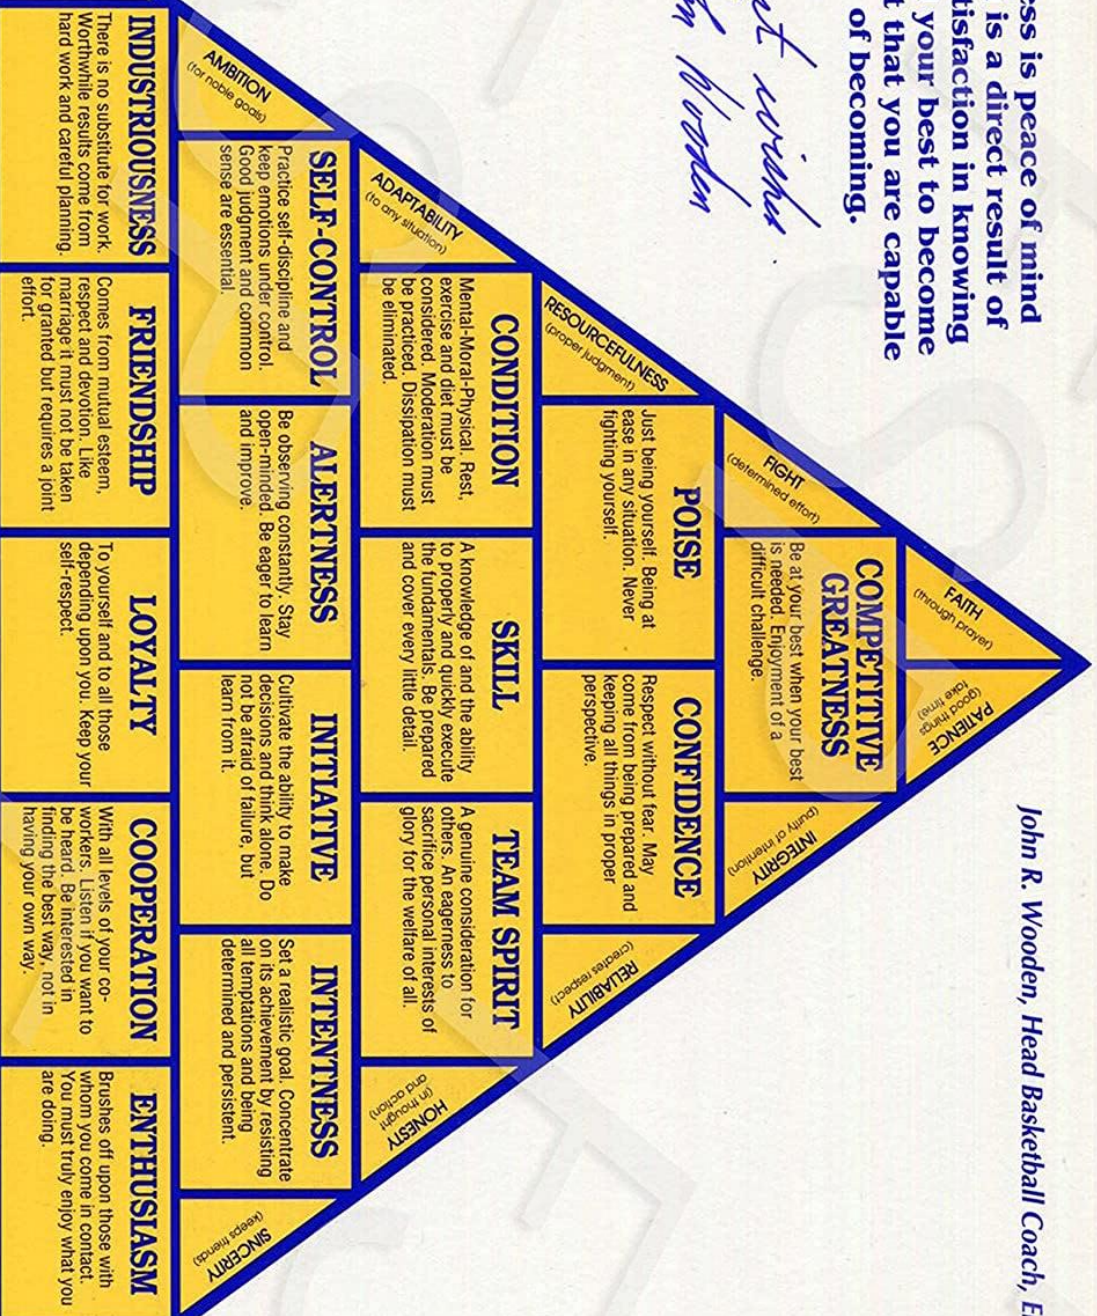 ess is peace of mind
is a direct result of
tisfaction in knowing
your best to become
t that you are capable
of becoming.
John R. Wooden, Head Basketball Coach, E
st wishes
n Wooden
FAITH
(through prayer)
PATIENCE
(good things
take time)
FIGHT
(determined effort)
COMPETITIVE
GREATNESS
Be at your best when your best
is needed. Enjoyment of a
difficult challenge.
INTEGRITY
(purity of intention)
RESOURCEFULNESS
(proper judgment)
POISE
Just being yourself. Being at
ease in any situation. Never
fighting yourself.
CONFIDENCE
Respect without fear. May
come from being prepared and
keeping all things in proper
perspective.
RELIABILITY
(creates respect)
ADAPTABILITY
(to any situation)
CONDITION
Mental-Moral-Physical. Rest,
exercise and diet must be
considered. Moderation must
be practiced. Dissipation must
be eliminated.
SKILL
A knowledge of and the ability
to properly and quickly execute
the fundamentals. Be prepared
and cover every little detail.
TEAM SPIRIT
A genuine consideration for
others. An eagerness to
sacrifice personal interests of
glory for the welfare of all.
HONESTY
(in thought
and action)
AMBITION
(for noble goals)
SELF-CONTROL
Practice self-discipline and
keep emotions under control.
Good judgment and common
sense are essential.
ALERTNESS
Be observing constantly. Stay
open-minded. Be eager to learn
and improve.
INITIATIVE
Cultivate the ability to make
decisions and think alone. Do
not be afraid of failure, but
learn from it.
INTENTNESS
Set a realistic goal. Concentrate
on its achievement by resisting
all temptations and being
determined and persistent.
SINCERITY
(keeps friends)
INDUSTRIOUSNESS
There is no substitute for work.
Worthwhile results come from
hard work and careful planning.
FRIENDSHIP
Comes from mutual esteem,
respect and devotion. Like
marriage it must not be taken
for granted but requires a joint
effort.
LOYALTY
To yourself and to all those
depending upon you. Keep your
self-respect.
COOPERATION
With all levels of your co-
workers. Listen if you want to
be heard. Be interested in
finding the best way, not in
having your own way.
ENTHUSIASM
Brushes off upon those with
whom you come in contact.
You must truly enjoy what you
are doing.